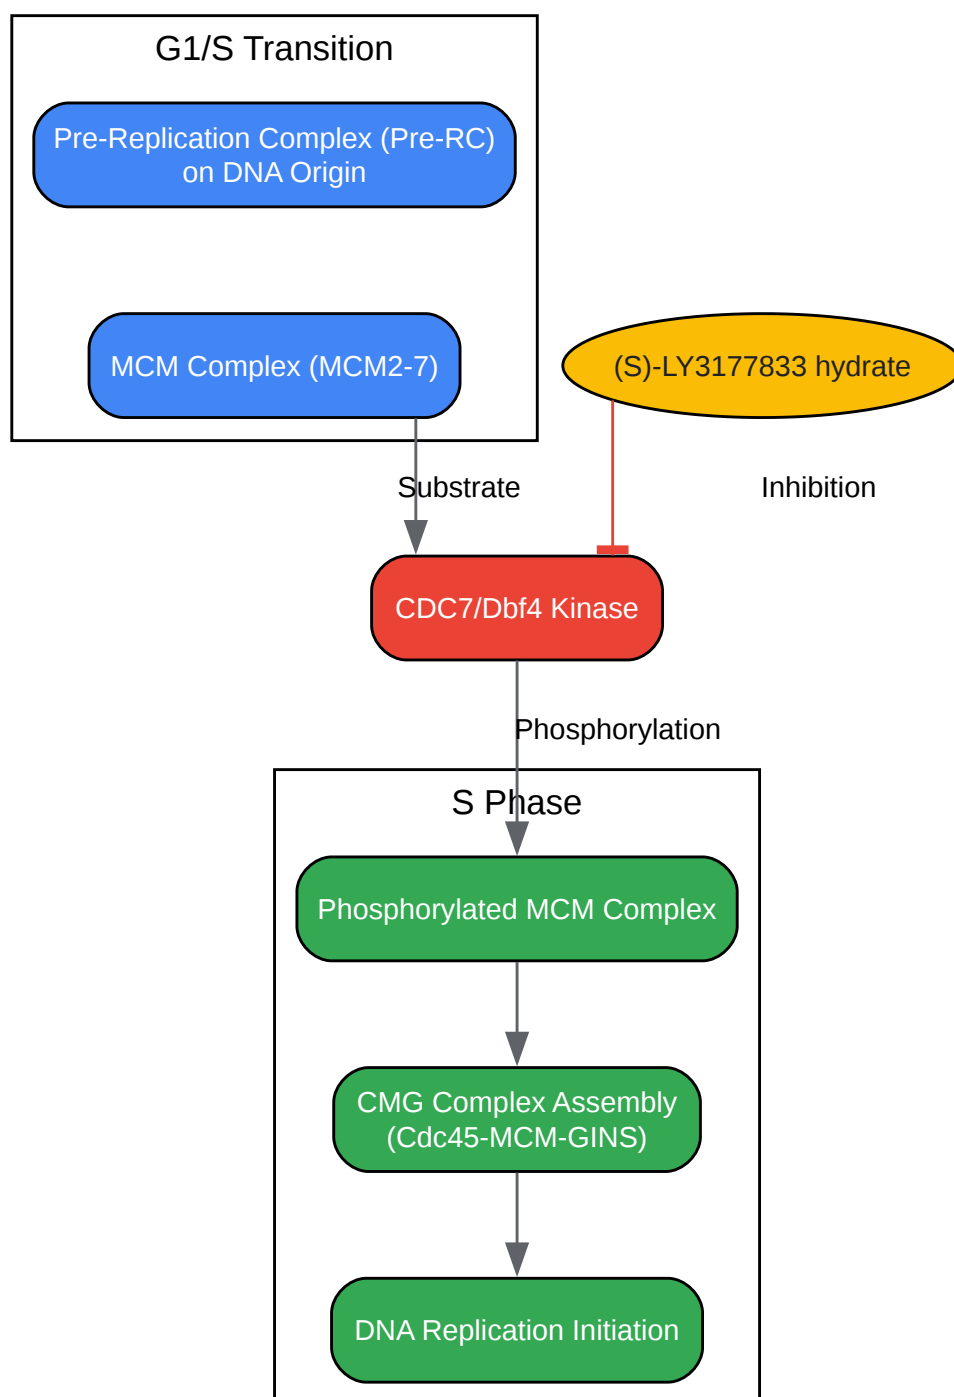 G1/S Transition
Pre-Replication Complex (Pre-RC)
on DNA Origin
MCM Complex (MCM2-7)
(S)-LY3177833 hydrate
Substrate
Inhibition
CDC7/Dbf4 Kinase
Phosphorylation
S Phase
Phosphorylated MCM Complex
CMG Complex Assembly
(Cdc45-MCM-GINS)
DNA Replication Initiation